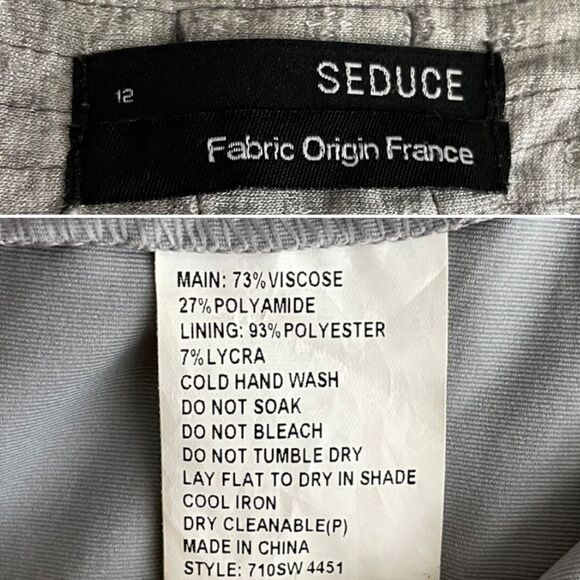 SEDUCE
12
Fabric Origin France
MAIN: 73%VISCOSE
27%POLYAMIDE
LINING: 93%POLYESTER
7%LYCRA
COLD HAND WASH
DO NOT SOAK
DO NOT BLEACH
DO NOT TUMBLE DRY
LAY FLAT TO DRY IN SHADE
COOL IRON
DRY CLEANABLE(P)
MADE IN CHINA
STYLE: 710SW 4451